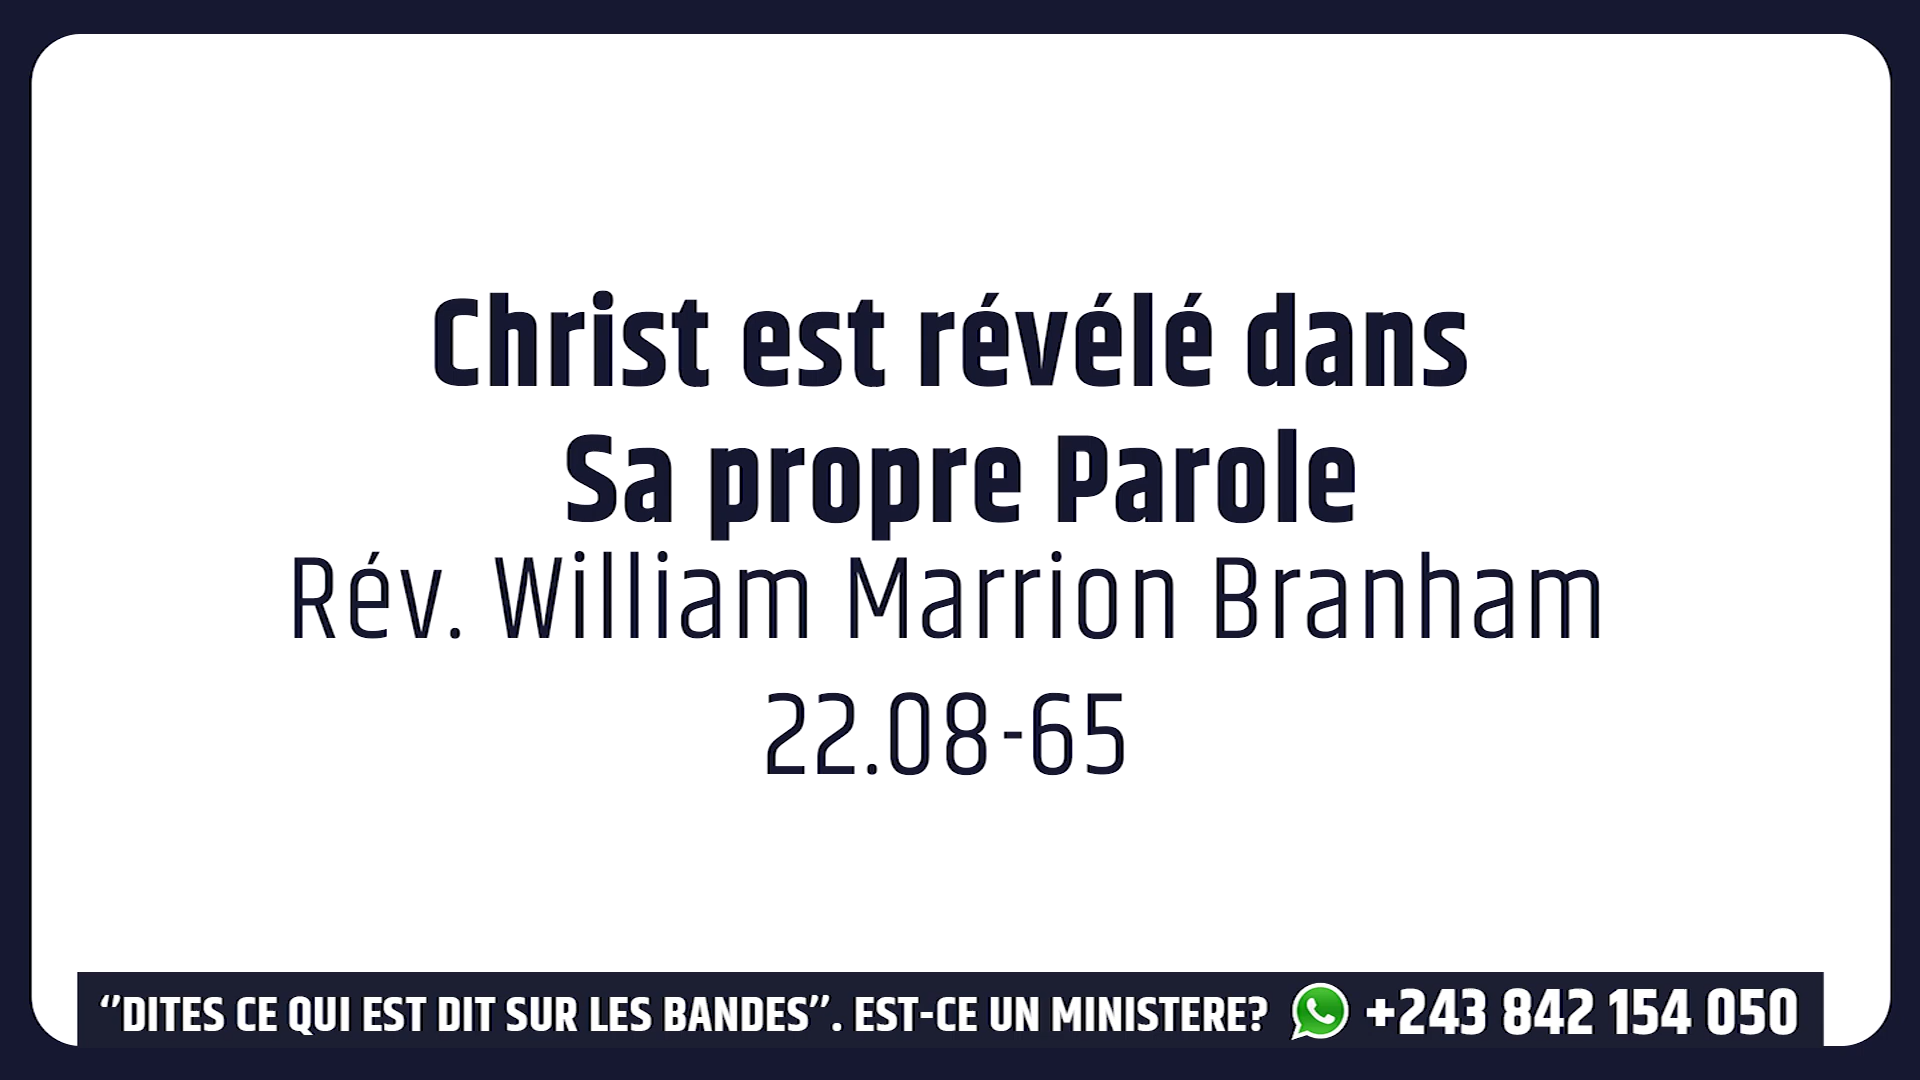 Christ est révélé dans
Sa propre Parole
Rév. William Marrion Branham
22.08-65
‘’DITES CE QUI EST DIT SUR LES BANDES’’. EST-CE UN MINISTERE? +243 842 154 050